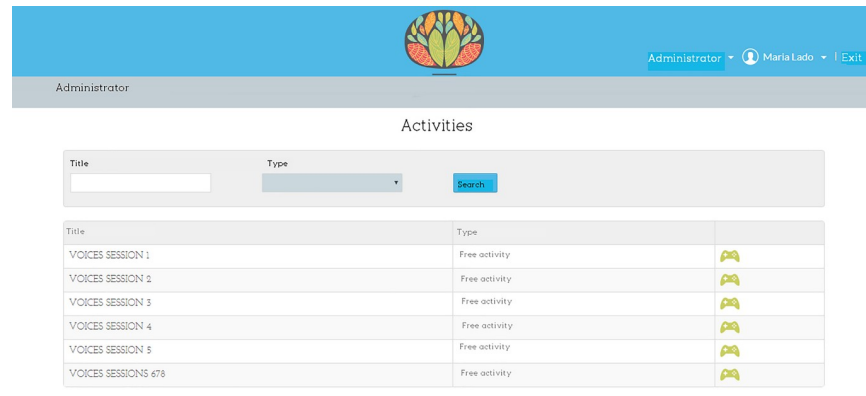 Administrator Maria Lado | Exit
Administrator
Activities
Title Type
Search
Title Type
VOICES SESSION 1 Free activity
VOICES SESSION 2 Free activity
VOICES SESSION 3 Free activity
VOICES SESSION 4 Free activity
VOICES SESSION 5 Free activity
VOICES SESSIONS 678 Free activity